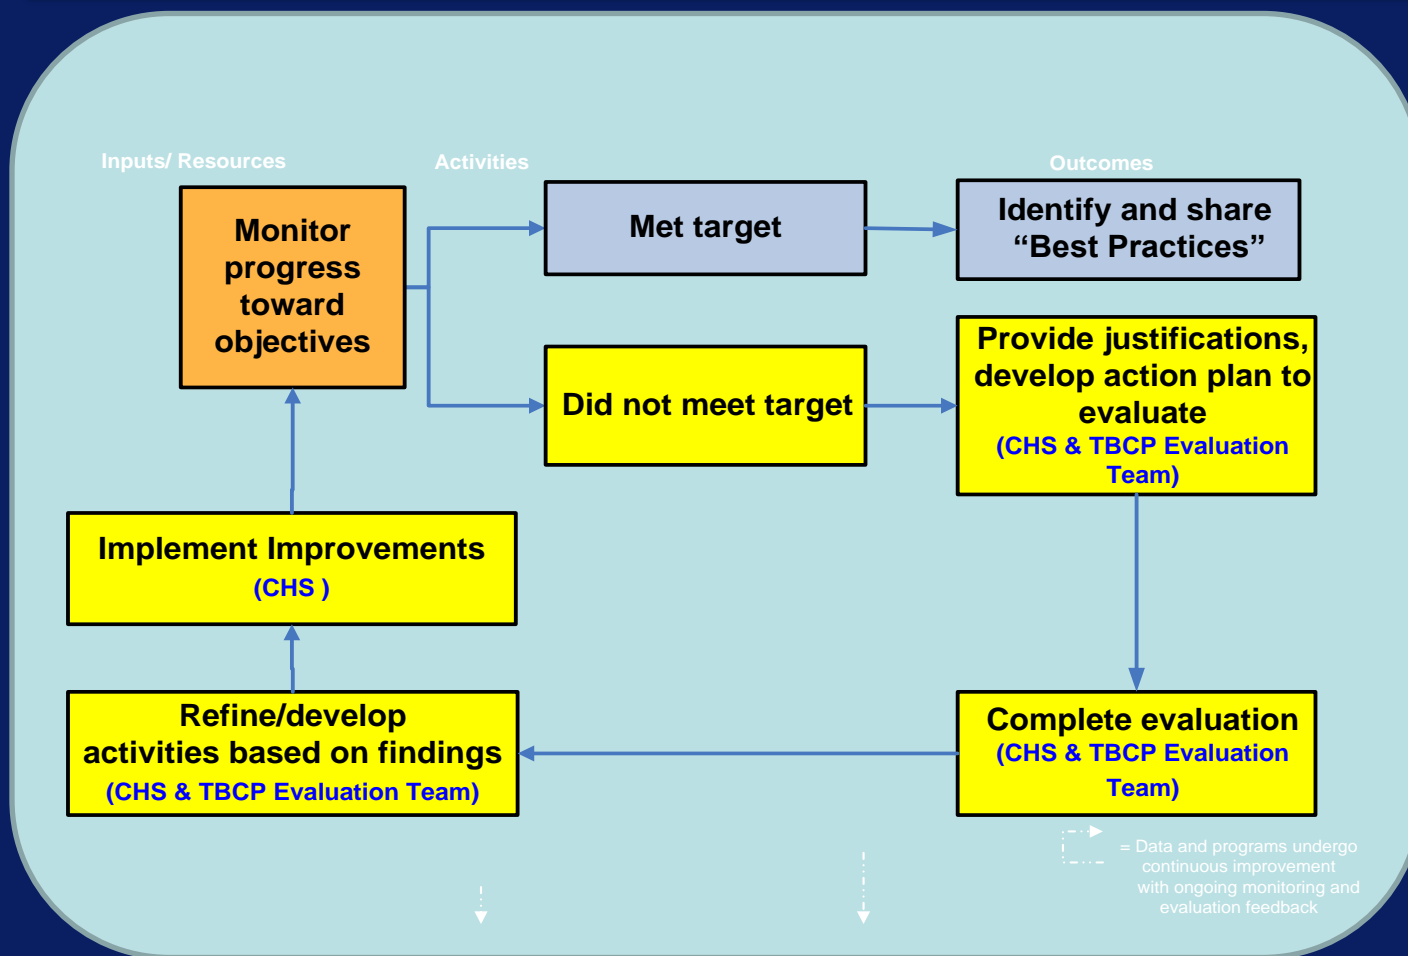 Inputs/ Resources
Activities
Outcomes
Monitor
progress
toward
objectives
Met target
Identify and share
“Best Practices”
Did not meet target
Provide justifications,
develop action plan to
evaluate
(CHS & TBCP Evaluation
Team)
Implement Improvements
(CHS )
Refine/develop
activities based on findings
(CHS & TBCP Evaluation Team)
Complete evaluation
(CHS & TBCP Evaluation
Team)
= Data and programs undergo
continuous improvement
with ongoing monitoring and
evaluation feedback